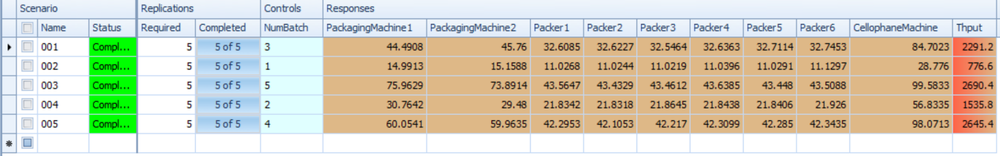 Scenario Replications Controls Responses
Name Status Required Completed NumBatch PackagingMachine1 PackagingMachine2 Packer1 Packer2 Packer3 Packer4 Packer5 Packer6 CellophaneMachine Thput
001 Compl... 5 5 of 5 3 44.4908 45.76 32.6085 32.6227 32.5464 32.6363 32.7114 32.7453 84.7023 2291.2
002 Compl... 5 5 of 5 1 14.9913 15.1588 11.0268 11.0244 11.0219 11.0396 11.0291 11.1297 28.776 776.6
003 Compl... 5 5 of 5 5 75.9629 73.8914 43.5647 43.4329 43.4612 43.6385 43.448 43.5088 99.5833 2690.4
004 Compl... 5 5 of 5 2 30.7642 29.48 21.8342 21.8318 21.8645 21.8438 21.8406 21.926 56.8335 1535.8
005 Compl... 5 5 of 5 4 60.0541 59.9635 42.2953 42.1053 42.217 42.3099 42.285 42.3435 98.0713 2645.4